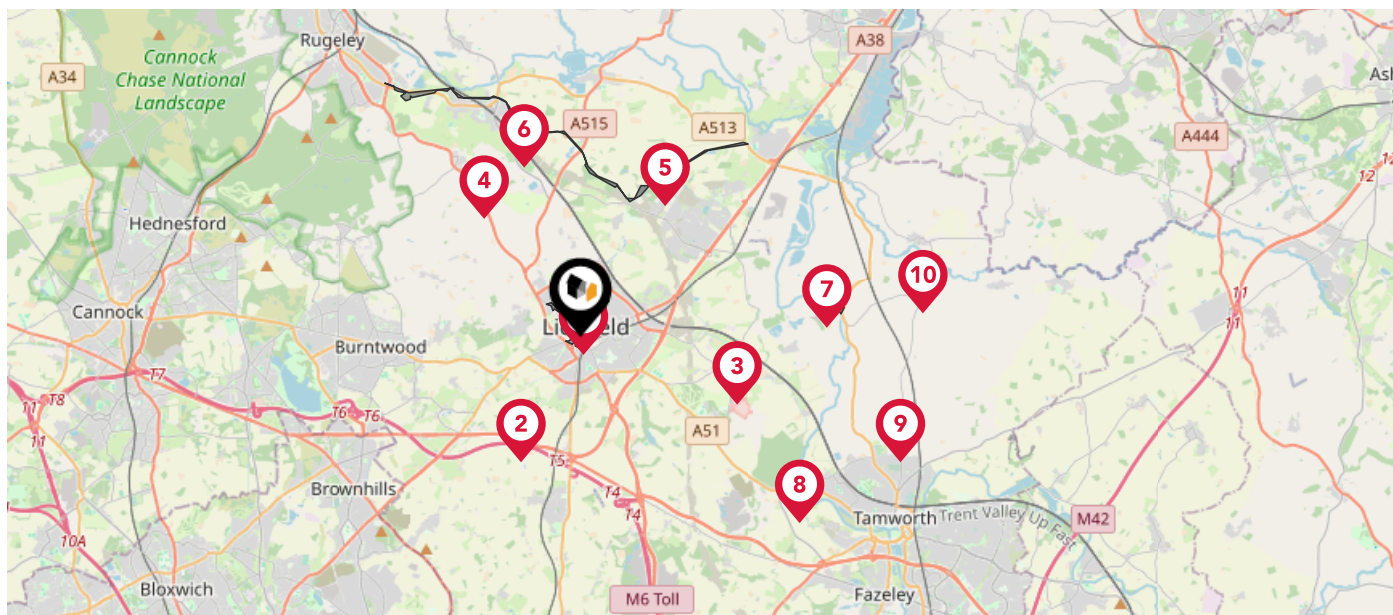 Rugeley
A38
Cannock
Chase National
Landscape
A34
Ash
A515
A513
A444
6
12
12
5
4
Hednesford
10
7
11
11
Cannock
Burntwood
3
T7
T8
11
11
T6
T6
2
A51
9
T5
Brownhills
8
T4
T4
Tamworth
Trent Valley Up Fast
M42
10A
Bloxwich
M6 Toll
Fazeley